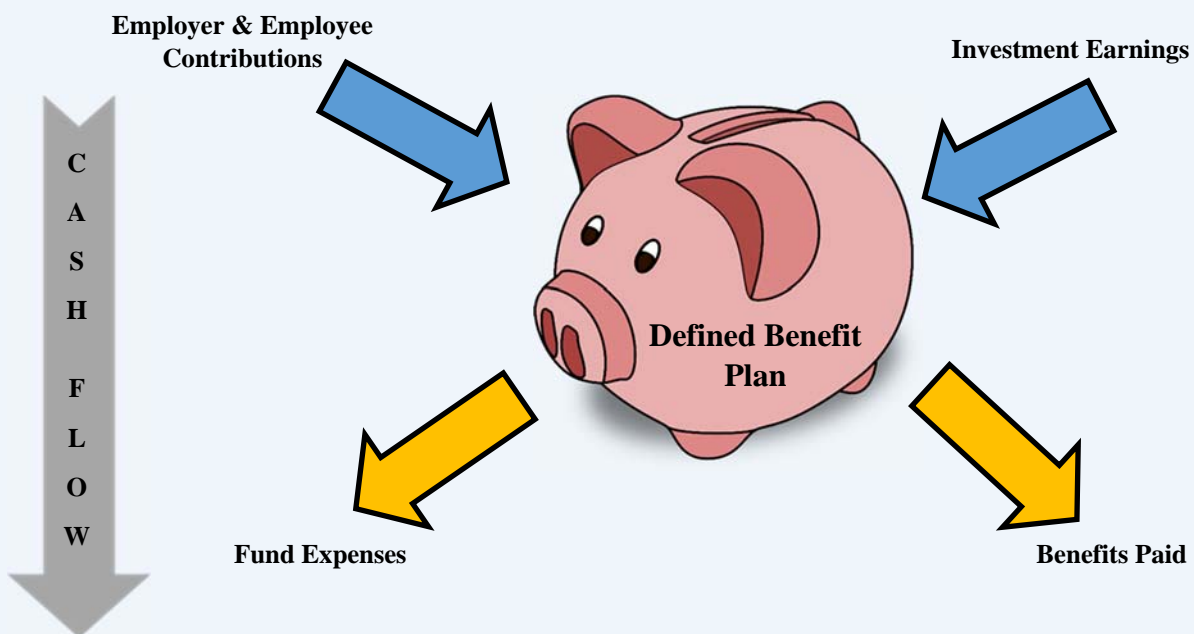 Employer & Employee
Contributions
Investment Earnings
C
A
S
H
F
L
O
W
Defined Benefit
Plan
Fund Expenses
Benefits Paid